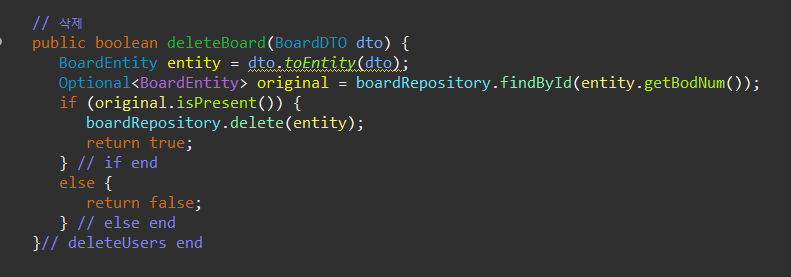 // 삭제
public boolean deleteBoard(BoardDTO dto) {
BoardEntity entity = dto.toEntity(dto);
Optional<BoardEntity> original = boardRepository.findById(entity.getBodNum());
if (original.isPresent()) {
boardRepository.delete(entity);
return true;
} // if end
else {
return false;
} // else end
}// deleteUsers end